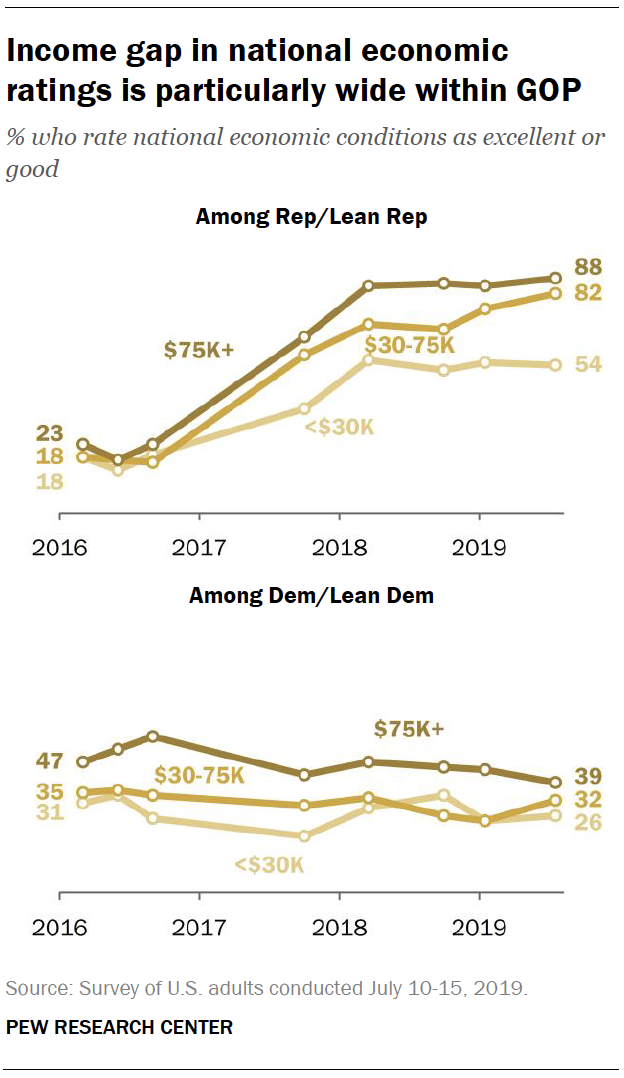 Income gap in national economic
ratings is particularly wide within GOP
% who rate national economic conditions as excellent or
good
Among Rep/Lean Rep
88
82
$75K+
$30-75K
54
<$30K
23
18
18
2016 2017 2018 2019
Among Dem/Lean Dem
$75K+
47
$30-75K
39
35
32
31
26
<$30K
2016 2017 2018 2019
Source: Survey of U.S. adults conducted July 10-15, 2019.
PEW RESEARCH CENTER